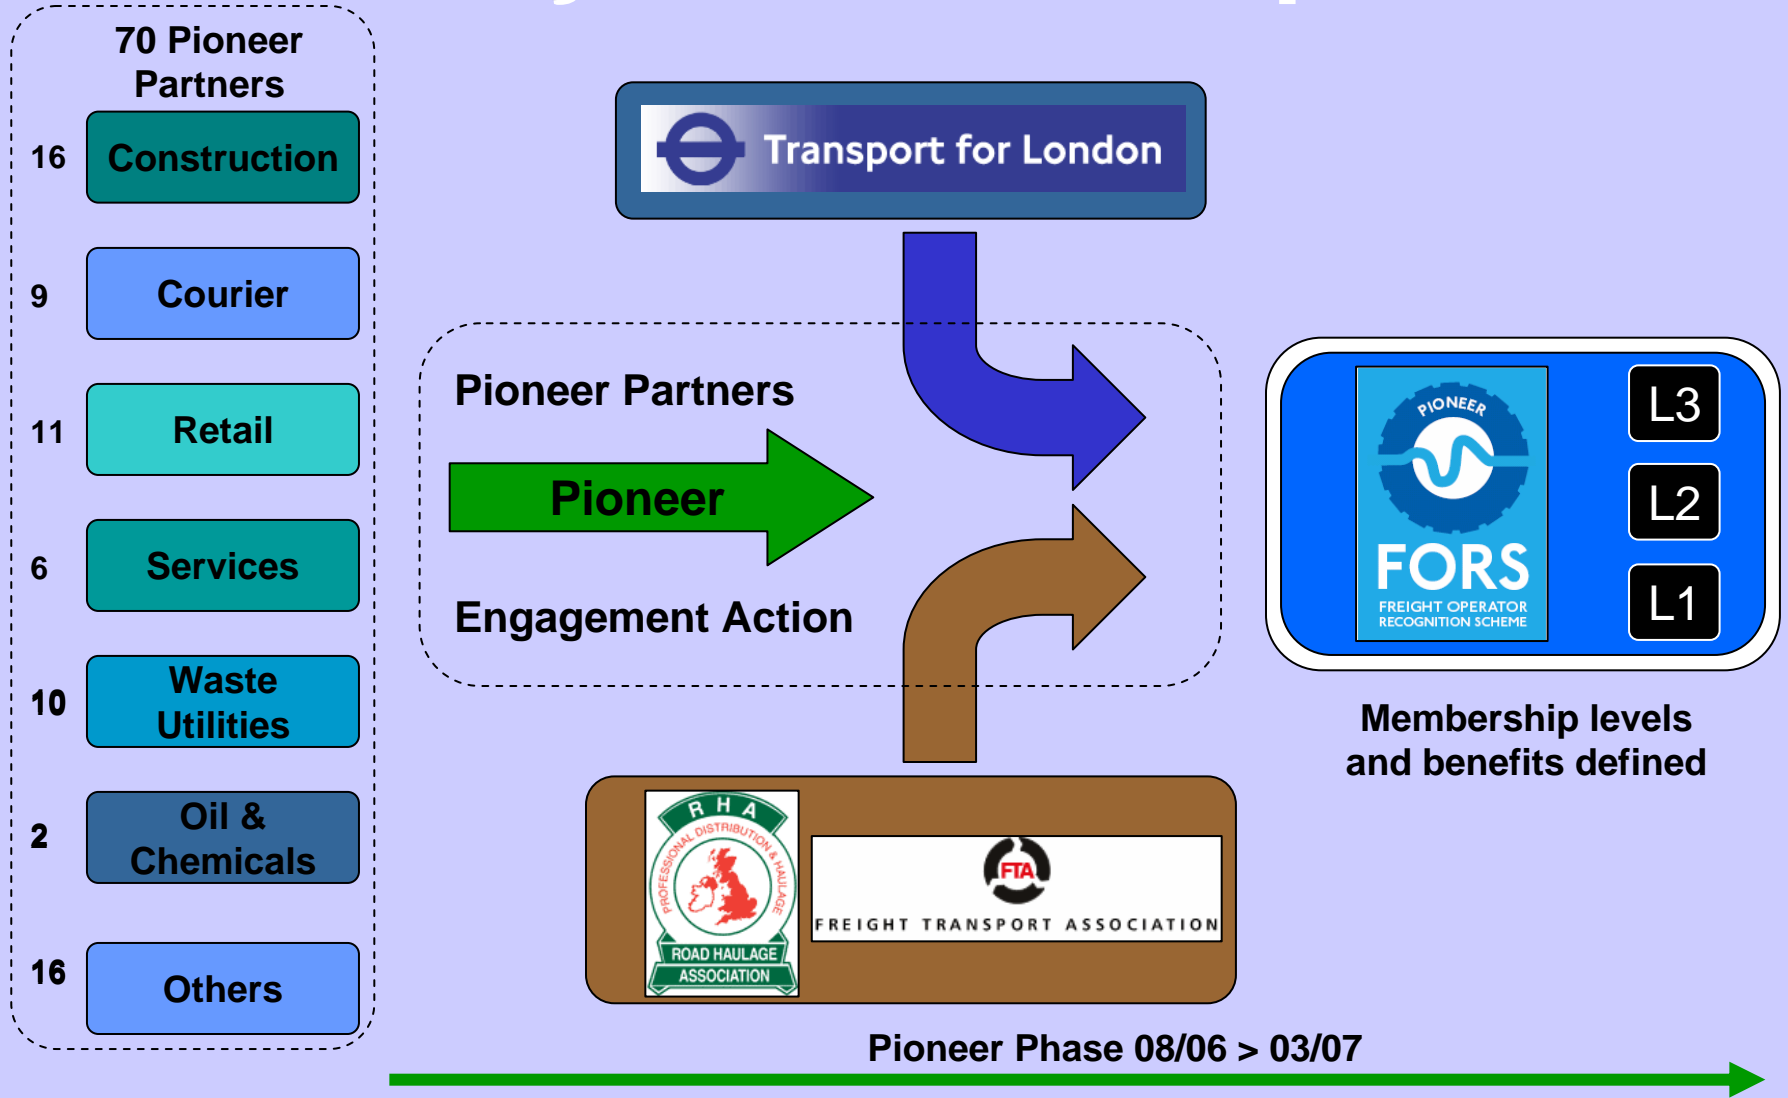 70 Pioneer
Partners
16 Construction
9 Courier
11 Retail
6 Services
10 Waste
Utilities
2 Oil &
Chemicals
16 Others
Transport for London
Pioneer Partners
Pioneer
Engagement Action
PIONEER
FORS
FREIGHT OPERATOR
RECOGNITION SCHEME
L3
L2
L1
Membership levels
and benefits defined
RHA
PROFESSIONAL DISTRIBUTION & HAULAGE
ROAD HAULAGE
ASSOCIATION
FTA
FREIGHT TRANSPORT ASSOCIATION
Pioneer Phase 08/06 > 03/07